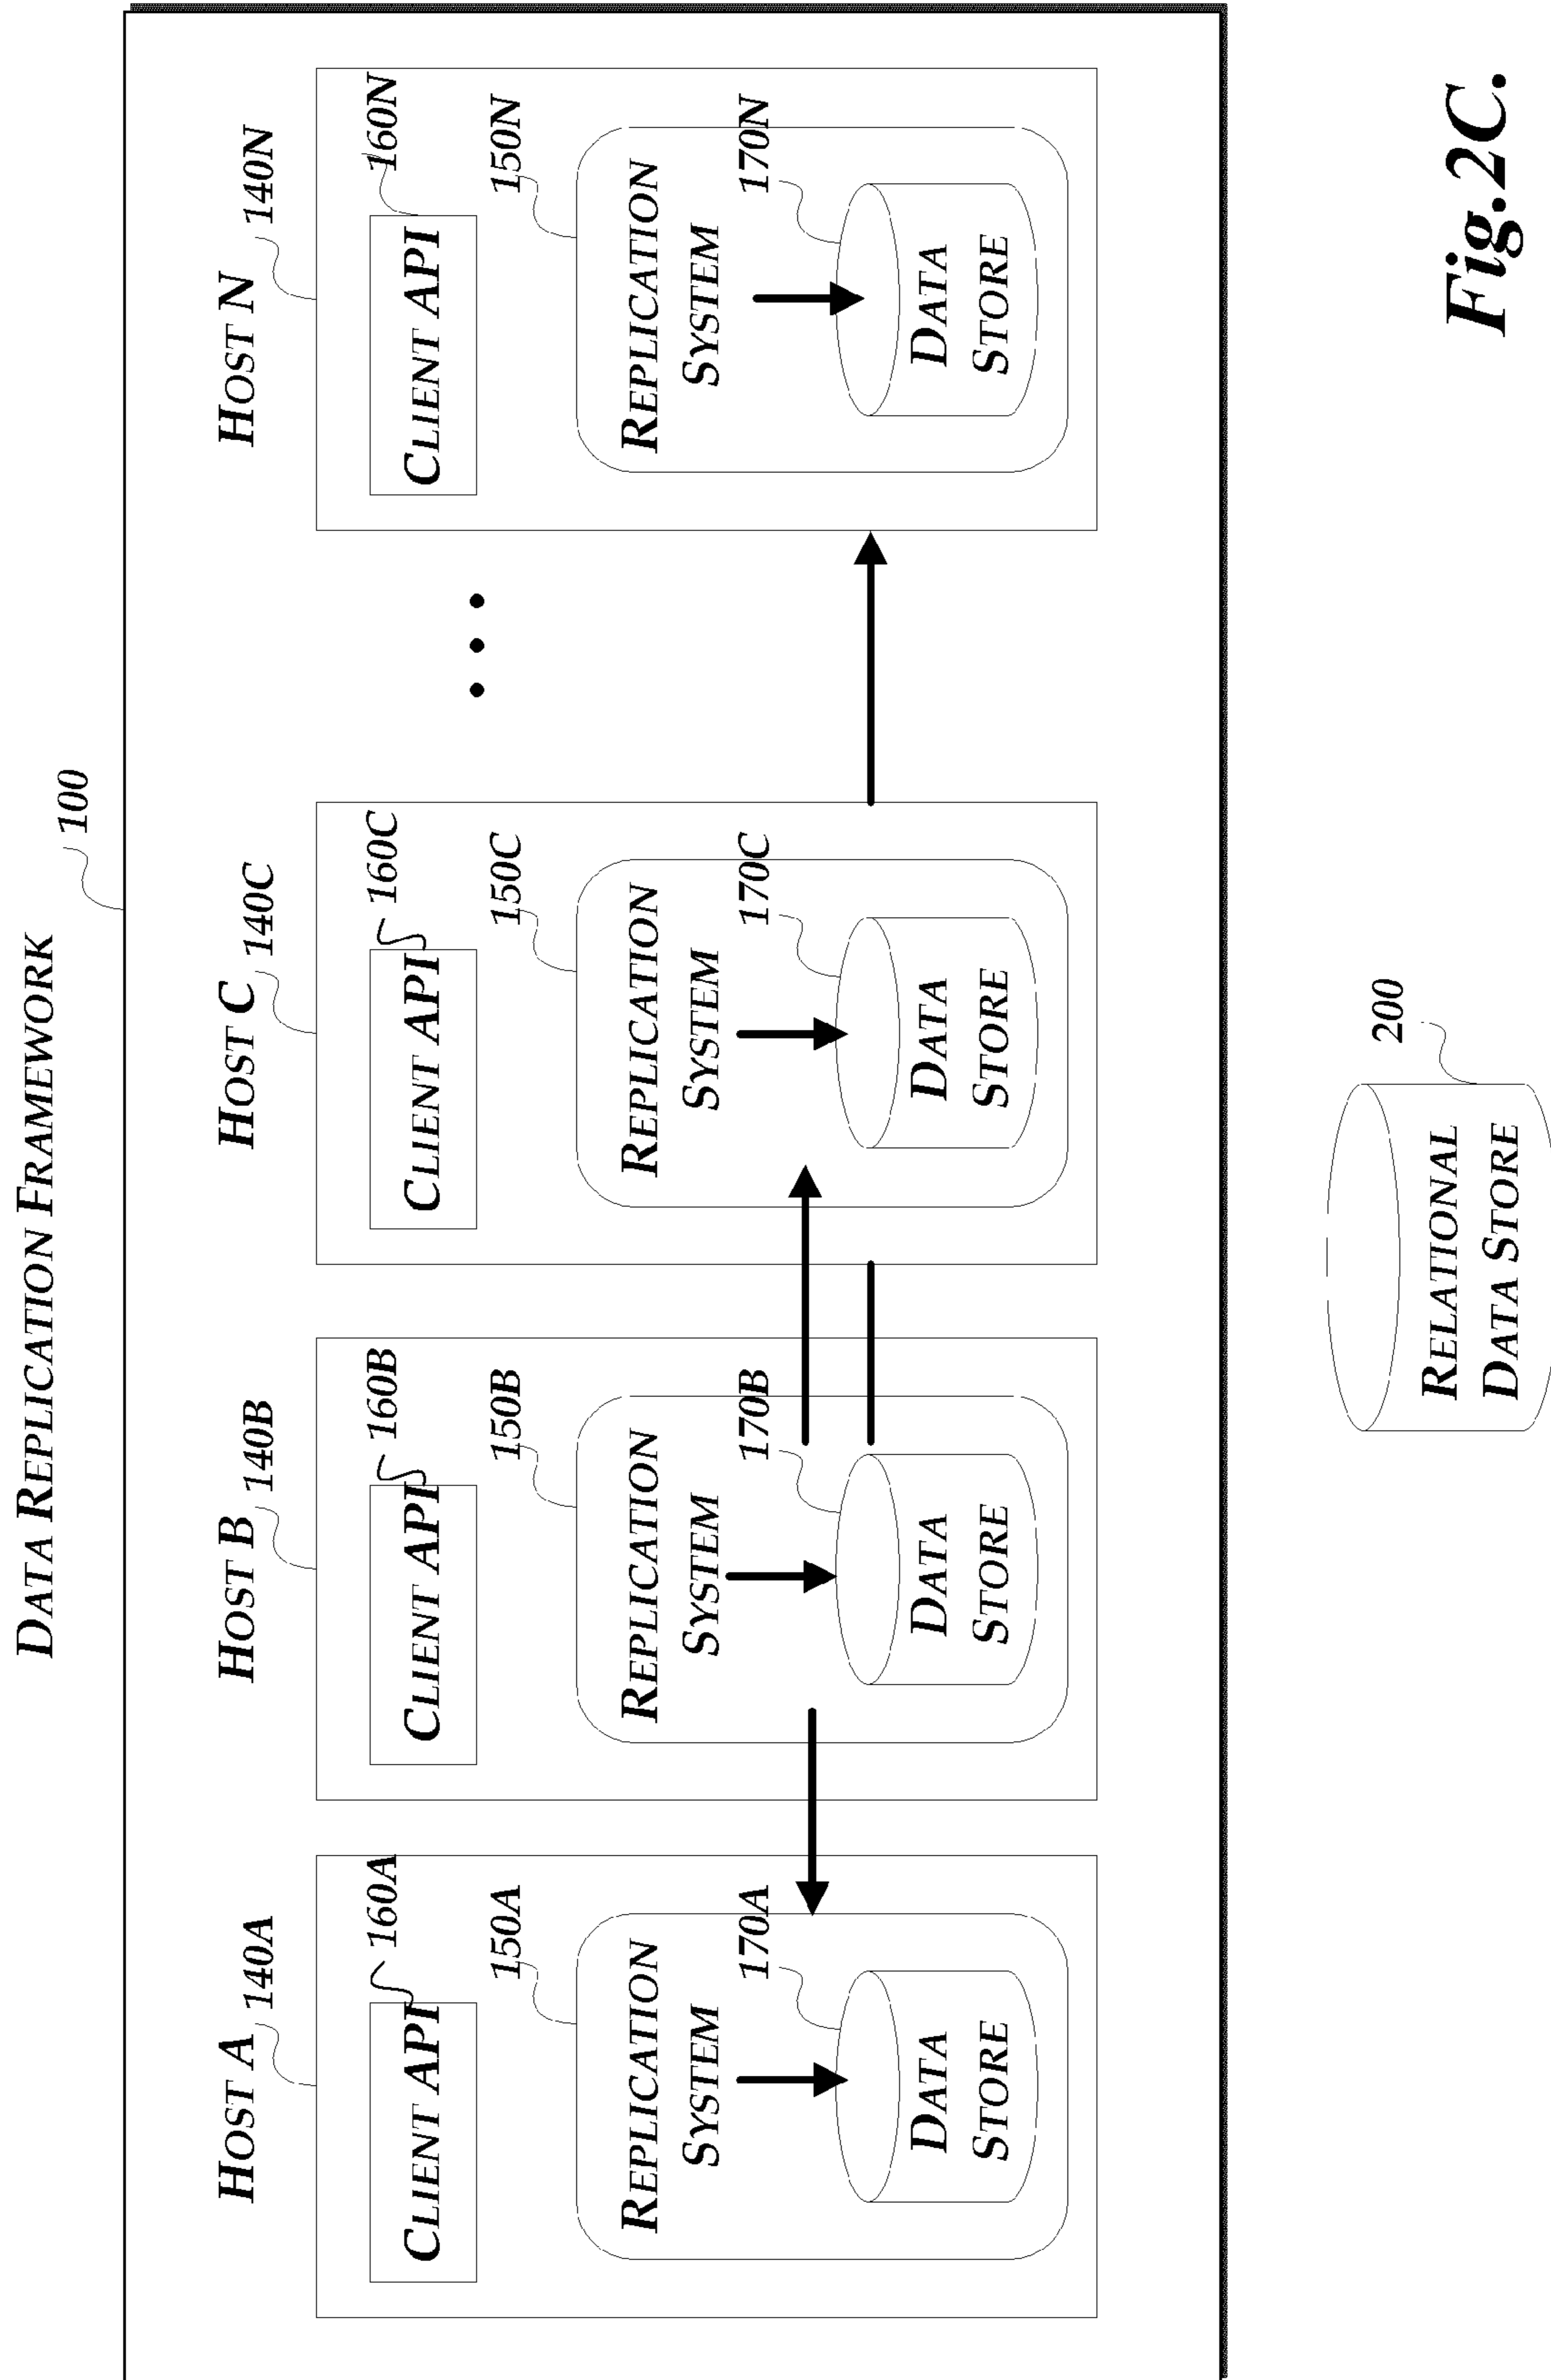 DATA REPLICATION FRAMEWORK
100
HOST A
140A
CLIENT API
160A
150A
REPLICATION
SYSTEM
170A
DATA
STORE
HOST B
140B
CLIENT API
160B
150B
REPLICATION
SYSTEM
170B
DATA
STORE
HOST C
140C
CLIENT API
160C
150C
REPLICATION
SYSTEM
170C
DATA
STORE
HOST N
140N
CLIENT API
160N
150N
REPLICATION
SYSTEM
170N
DATA
STORE
200
RELATIONAL
DATA STORE
Fig.2C.